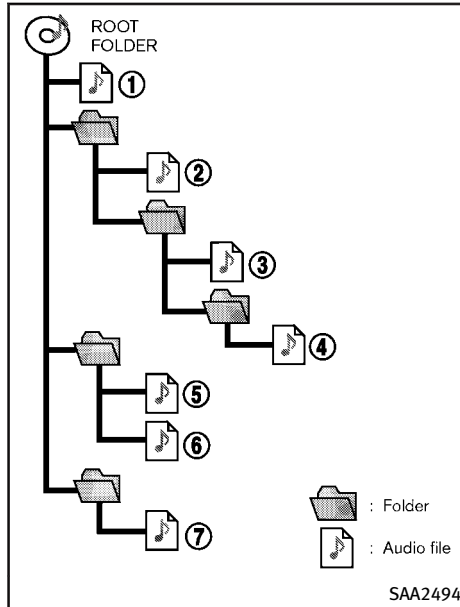 ROOT
FOLDER
①
②
③
④
⑤
⑥
⑦
: Folder
: Audio file
SAA2494